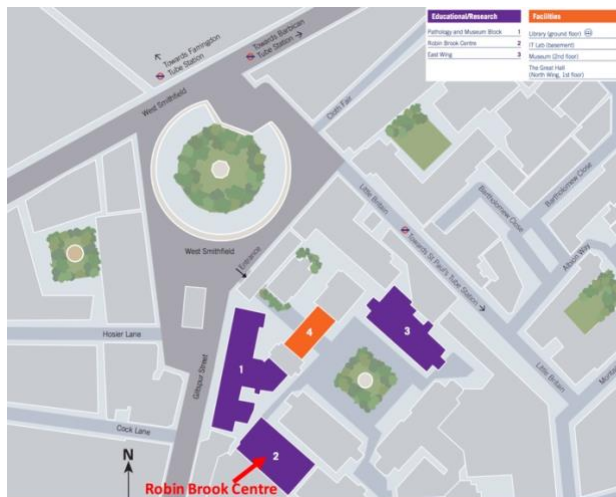 Educational/Research
Pathology and Museum Block 1
Robin Brook Centre 2
East Wing 3
Facilities
Library (ground floor)
IT Lab (basement)
Museum (2nd floor)
The Great Hall
(North Wing, 1st floor)
Towards Farringdon
Tube Station
Towards Barbican
Tube Station
West Smithfield
Cloth Fair
Little Britain
Bartholomew Close
Bartholomew Close
West Smithfield
Entrance
Towards St Paul's Tube Station
Albion Way
Hosier Lane
Giltspur Street
4
3
1
Little Britain
Cock Lane
2
N
Robin Brook Centre